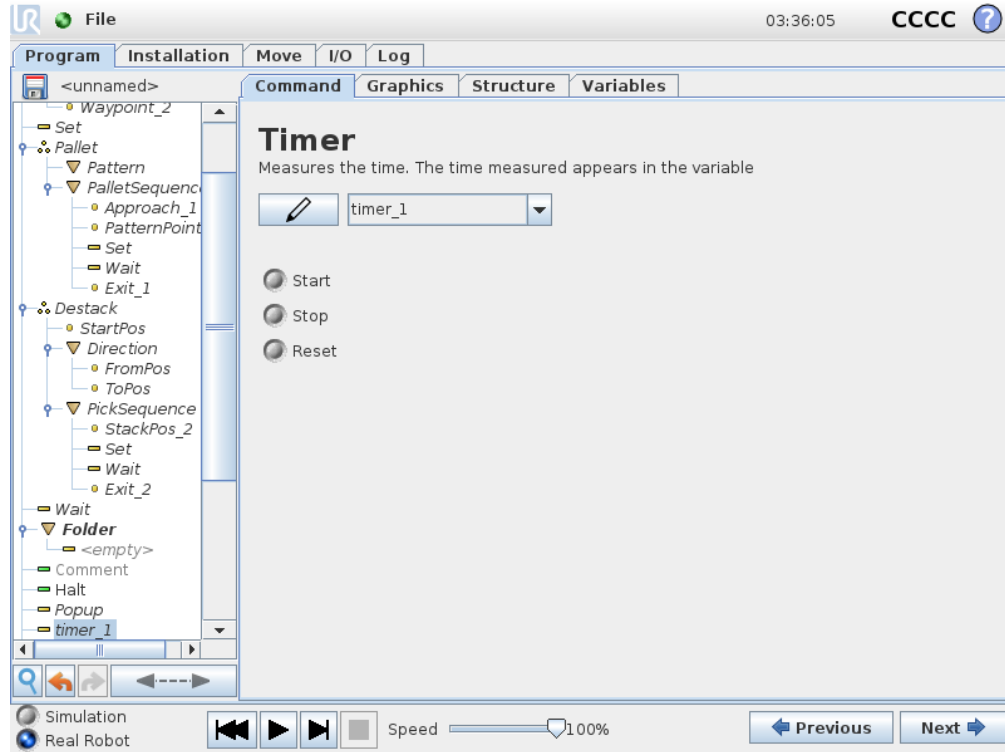 UR File 03:36:05 CCCC ?
Program Installation Move I/O Log
<unnamed> Command Graphics Structure Variables
Waypoint_2
Set
Pallet
Pattern
PalletSequenc
Approach_1
PatternPoint
Set
Wait
Exit_1
Destack
StartPos
Direction
FromPos
ToPos
PickSequence
StackPos_2
Set
Wait
Exit_2
Wait
Folder
<empty>
Comment
Halt
Popup
timer_1
Timer
Measures the time. The time measured appears in the variable
timer_1
Start
Stop
Reset
Simulation
Real Robot
Speed 100%
Previous Next